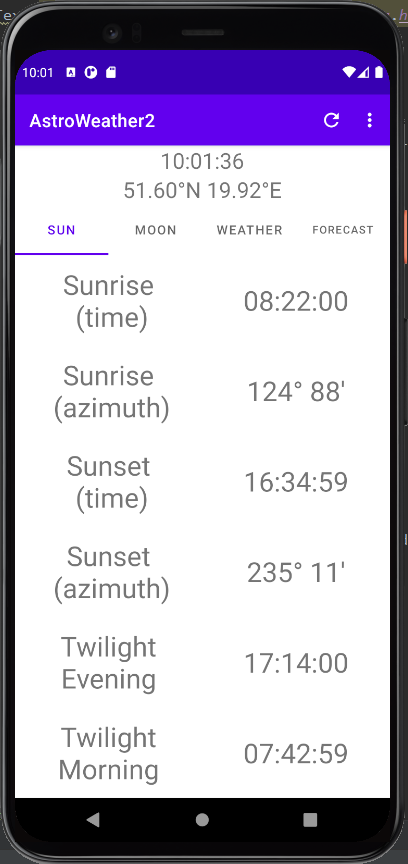 10:01
AstroWeather2
10:01:36
51.60°N 19.92°E
SUN MOON WEATHER FORECAST
Sunrise
(time)
08:22:00
Sunrise
(azimuth)
124° 88'
Sunset
(time)
16:34:59
Sunset
(azimuth)
235° 11'
Twilight
Evening
17:14:00
Twilight
Morning
07:42:59